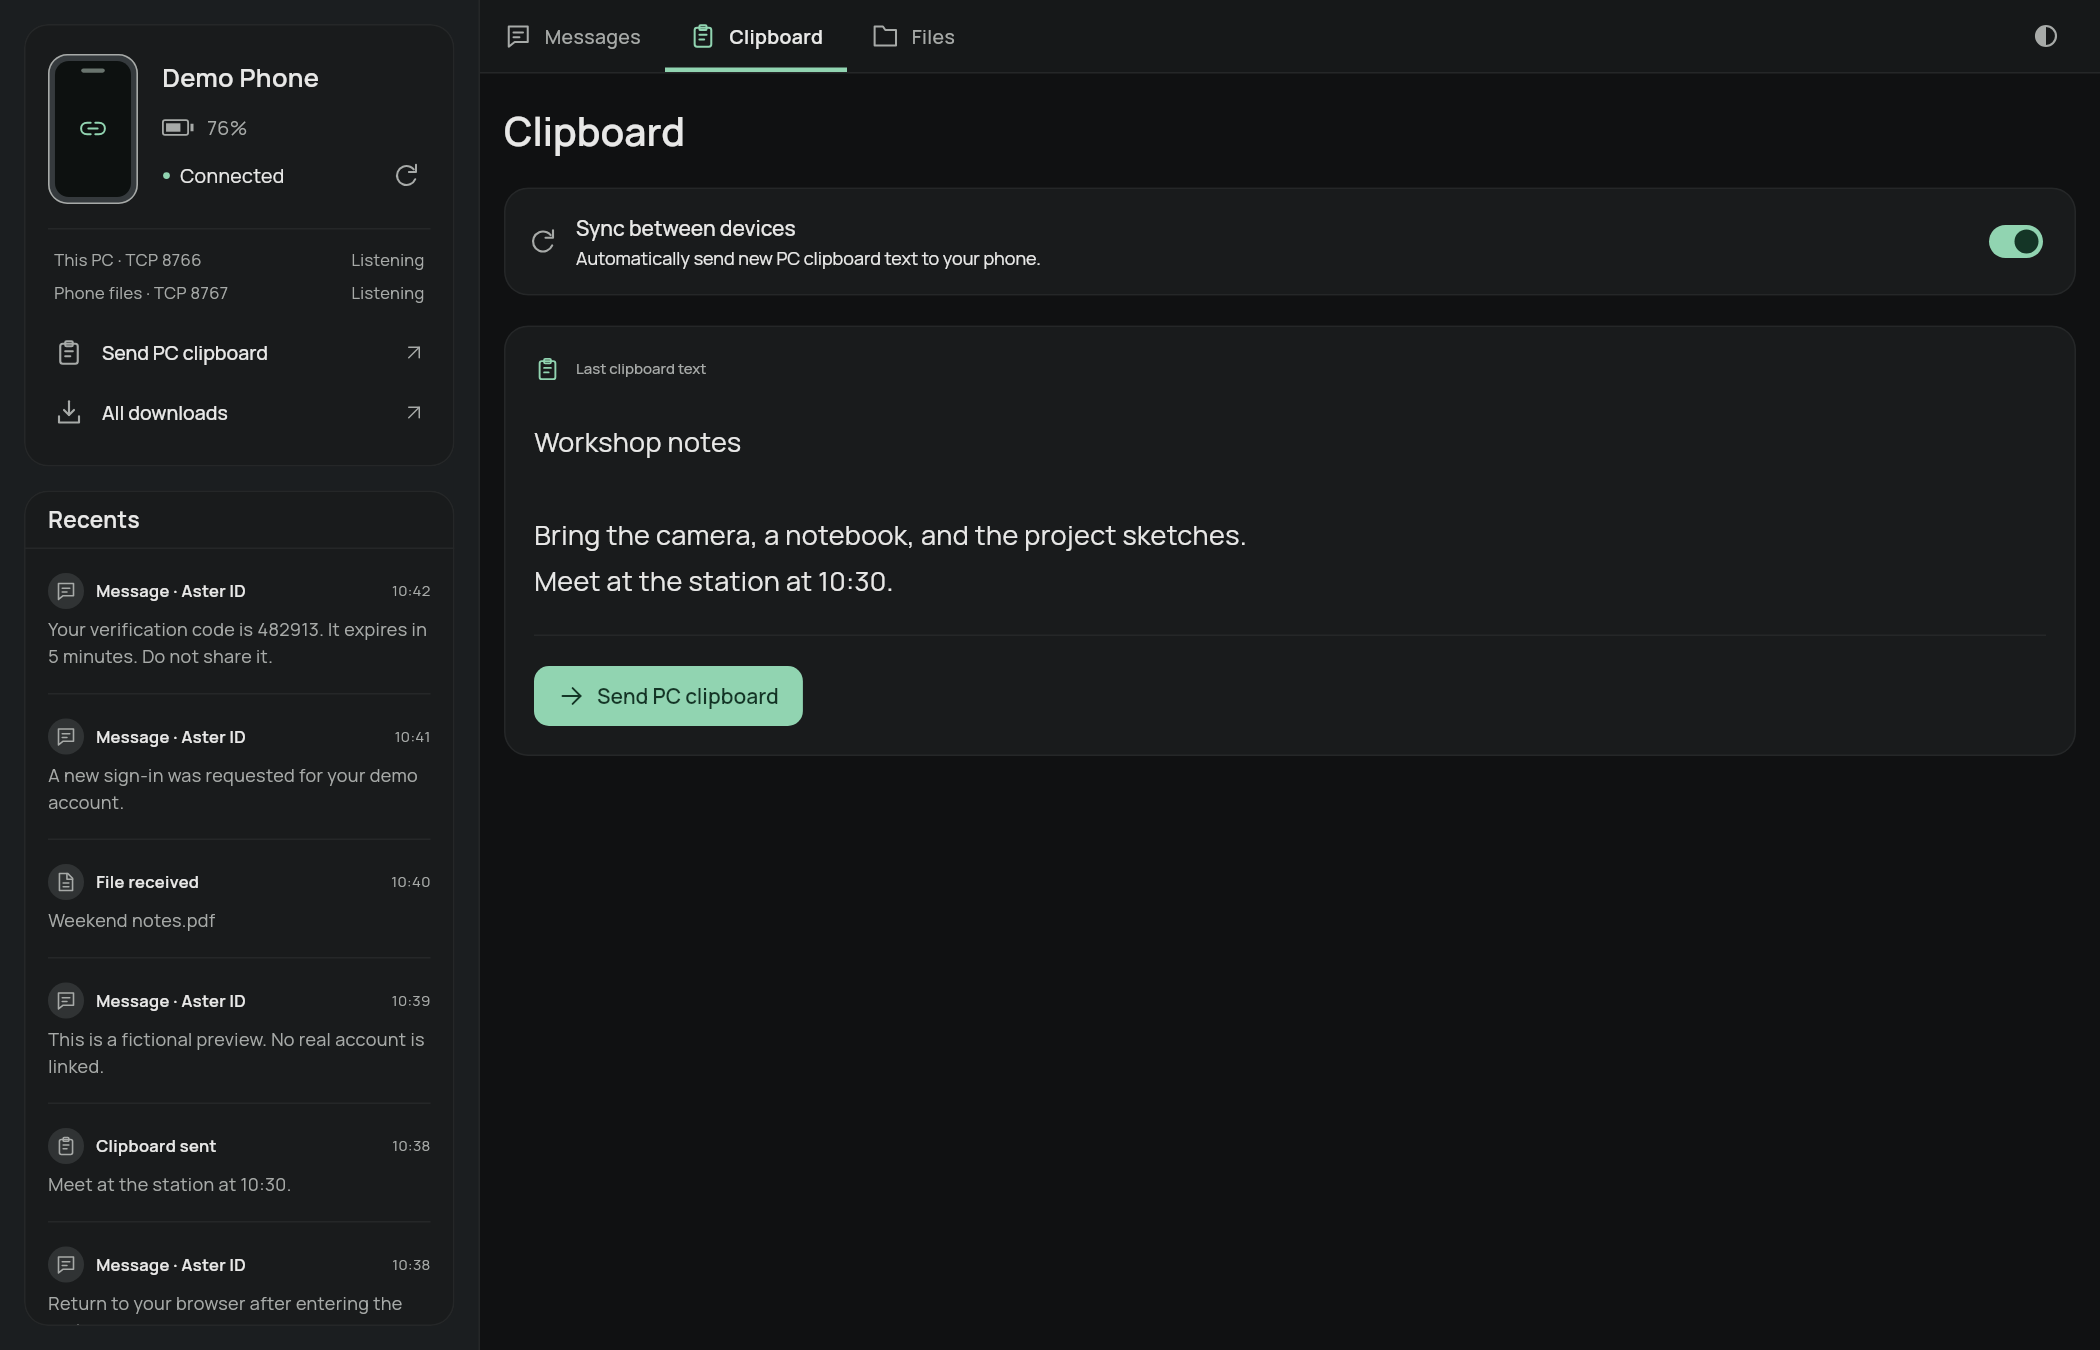 Demo Phone
76%
Connected
This PC · TCP 8766 Listening
Phone files · TCP 8767 Listening
Send PC clipboard
All downloads
Recents
Message · Aster ID 10:42
Your verification code is 482913. It expires in
5 minutes. Do not share it.
Message · Aster ID 10:41
A new sign-in was requested for your demo
account.
File received 10:40
Weekend notes.pdf
Message · Aster ID 10:39
This is a fictional preview. No real account is
linked.
Clipboard sent 10:38
Meet at the station at 10:30.
Message · Aster ID 10:38
Return to your browser after entering the
Messages Clipboard Files
Clipboard
Sync between devices
Automatically send new PC clipboard text to your phone.
Last clipboard text
Workshop notes
Bring the camera, a notebook, and the project sketches.
Meet at the station at 10:30.
Send PC clipboard